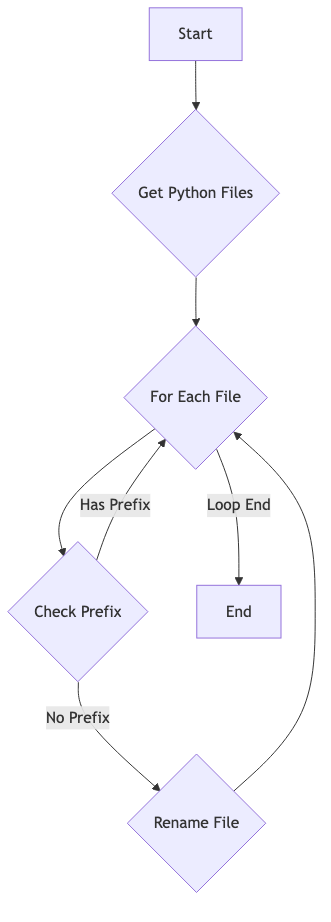 Start
Get Python Files
For Each File
Has Prefix
Loop End
Check Prefix
End
No Prefix
Rename File